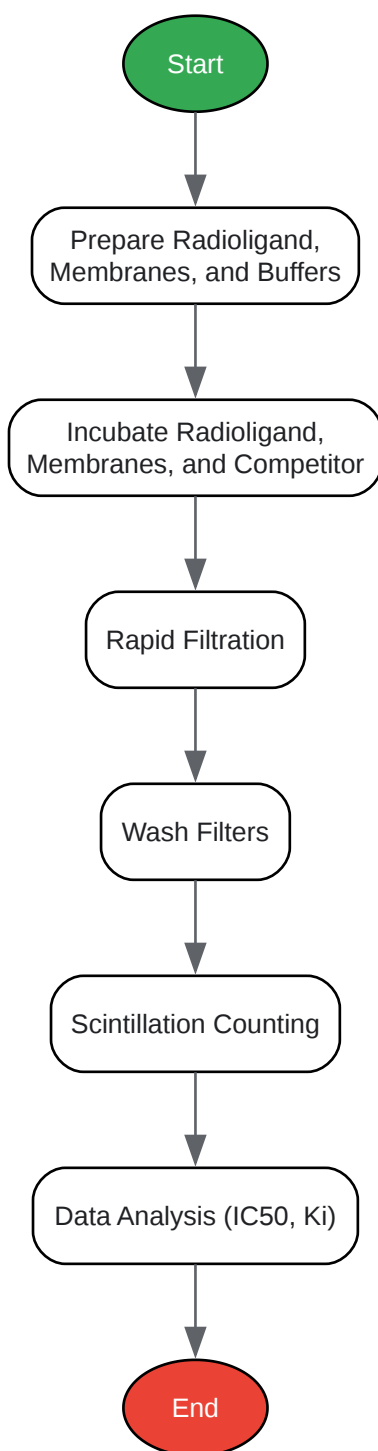 Start
Prepare Radioligand,
Membranes, and Buffers
Incubate Radioligand,
Membranes, and Competitor
Rapid Filtration
Wash Filters
Scintillation Counting
Data Analysis (IC50, Ki)
End